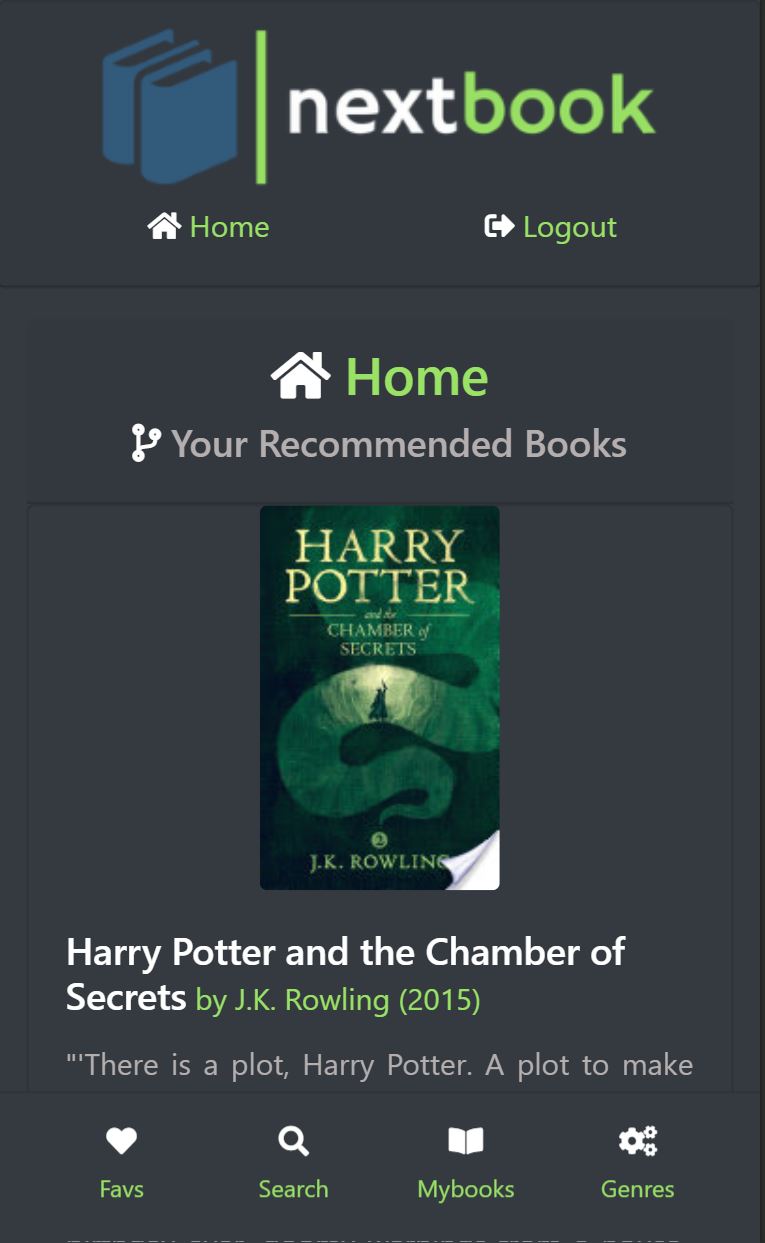 nextbook
Home
Logout
Home
Your Recommended Books
HARRY
POTTER
and the
CHAMBER of
SECRETS
2
J.K. ROWLING
Harry Potter and the Chamber of
Secrets by J.K. Rowling (2015)
"'There is a plot, Harry Potter. A plot to make
Favs
Search
Mybooks
Genres